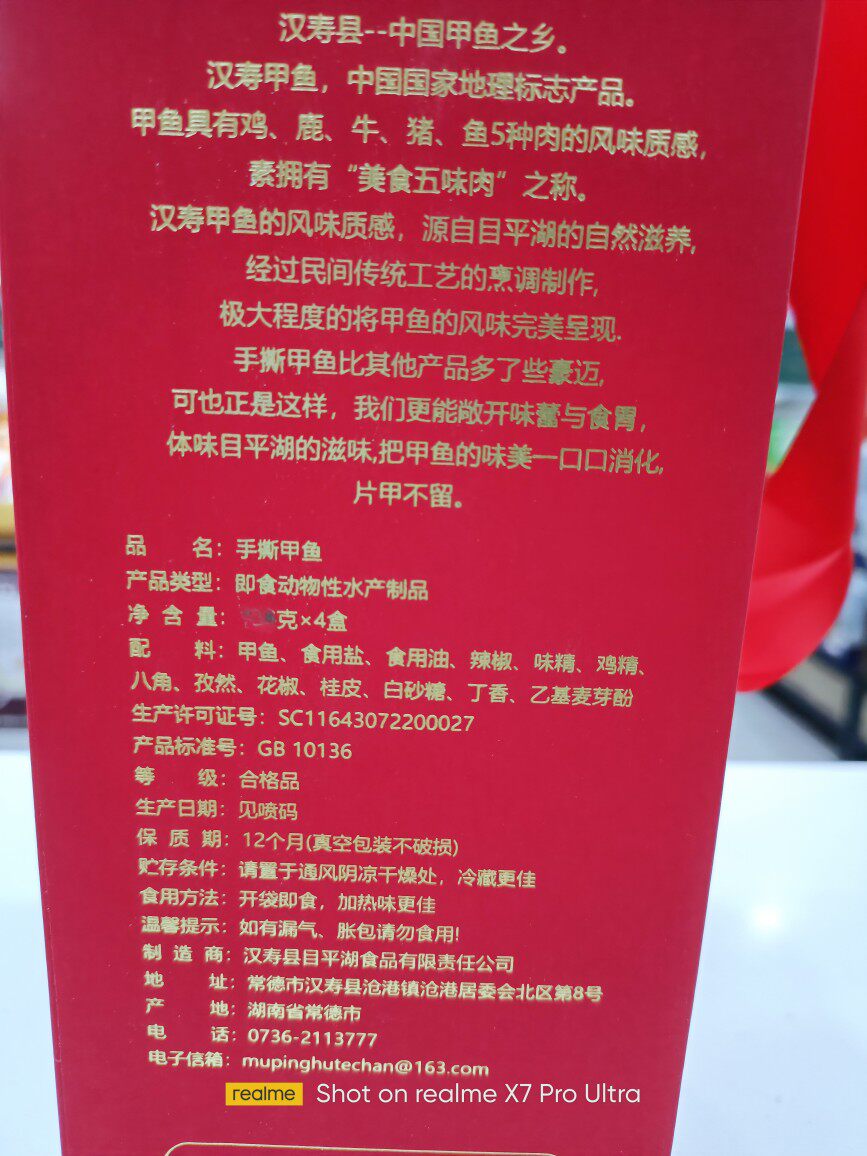 汉寿县--中国甲鱼之乡。
汉寿甲鱼，中国国家地理标志产品。
甲鱼具有鸡、鹿、牛、猪、鱼5种肉的风味质感，
素拥有“美食五味肉”之称。
汉寿甲鱼的风味质感，源自目平湖的自然滋养，
经过民间传统工艺的烹调制作，
极大程度的将甲鱼的风味完美呈现.
手撕甲鱼比其他产品多了些豪迈，
可也正是这样，我们更能敞开味蕾与食胃，
体味目平湖的滋味,把甲鱼的味美一口口消化,
片甲不留。
品 名：手撕甲鱼
产品类型：即食动物性水产制品
净 含 量： 克×4盒
配 料：甲鱼、食用盐、食用油、辣椒、味精、鸡精、
八角、孜然、花椒、桂皮、白砂糖、丁香、乙基麦芽酚
生产许可证号：SC11643072200027
产品标准号：GB 10136
等 级：合格品
生产日期：见喷码
保 质 期：12个月(真空包装不破损)
贮存条件：请置于通风阴凉干燥处，冷藏更佳
食用方法：开袋即食，加热味更佳
温馨提示：如有漏气、胀包请勿食用!
制 造 商：汉寿县目平湖食品有限责任公司
地 址：常德市汉寿县沧港镇沧港居委会北区第8号
产 地：湖南省常德市
电 话：0736-2113777
电子信箱：mupinghutechan@163.com
realme Shot on realme X7 Pro Ultra